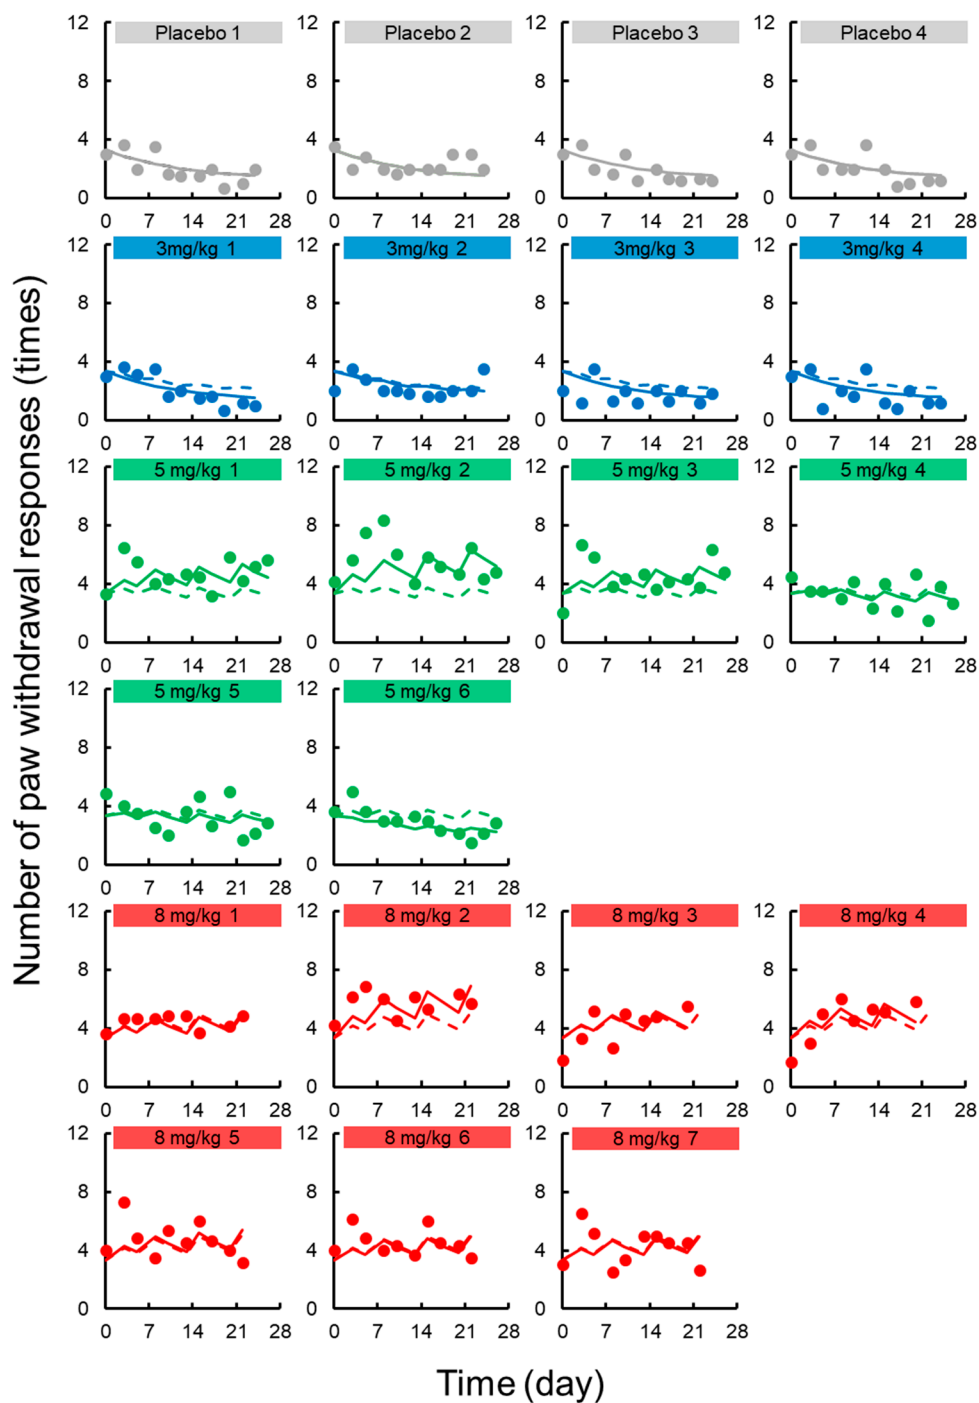 Number of paw withdrawal responses (times)
Placebo 1 Placebo 2 Placebo 3 Placebo 4
12 12 12 12
8 8 8 8
4 4 4 4
0 0 0 0
0 7 14 21 28 0 7 14 21 28 0 7 14 21 28 0 7 14 21 28
3mg/kg 1 3mg/kg 2 3mg/kg 3 3mg/kg 4
12 12 12 12
8 8 8 8
4 4 4 4
0 0 0 0
0 7 14 21 28 0 7 14 21 28 0 7 14 21 28 0 7 14 21 28
5 mg/kg 1 5 mg/kg 2 5 mg/kg 3 5 mg/kg 4
12 12 12 12
8 8 8 8
4 4 4 4
0 0 0 0
0 7 14 21 28 0 7 14 21 28 0 7 14 21 28 0 7 14 21 28
5 mg/kg 5 5 mg/kg 6
12 12
8 8
4 4
0 0
0 7 14 21 28 0 7 14 21 28
8 mg/kg 1 8 mg/kg 2 8 mg/kg 3 8 mg/kg 4
12 12 12 12
8 8 8 8
4 4 4 4
0 0 0 0
0 7 14 21 28 0 7 14 21 28 0 7 14 21 28 0 7 14 21 28
8 mg/kg 5 8 mg/kg 6 8 mg/kg 7
12 12 12
8 8 8
4 4 4
0 0 0
0 7 14 21 28 0 7 14 21 28 0 7 14 21 28
Time (day)